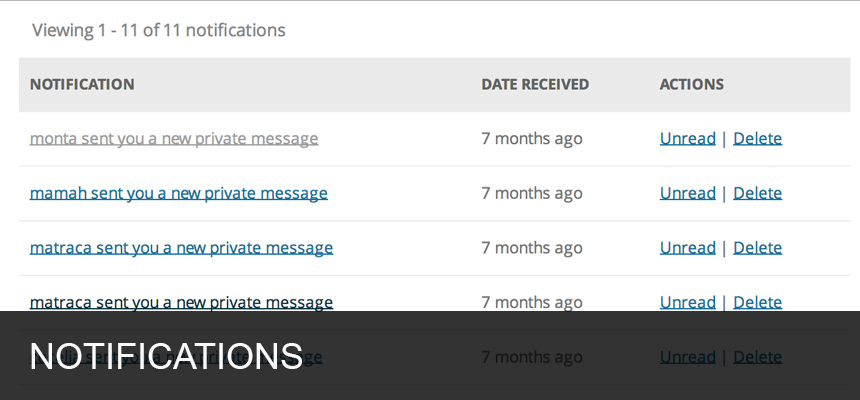 Viewing 1 - 11 of 11 notifications
NOTIFICATION DATE RECEIVED ACTIONS
monta sent you a new private message 7 months ago Unread | Delete
mamah sent you a new private message 7 months ago Unread | Delete
matraca sent you a new private message 7 months ago Unread | Delete
matraca sent you a new private message 7 months ago Unread | Delete
NOTIFICATIONS
7 months ago Unread | Delete